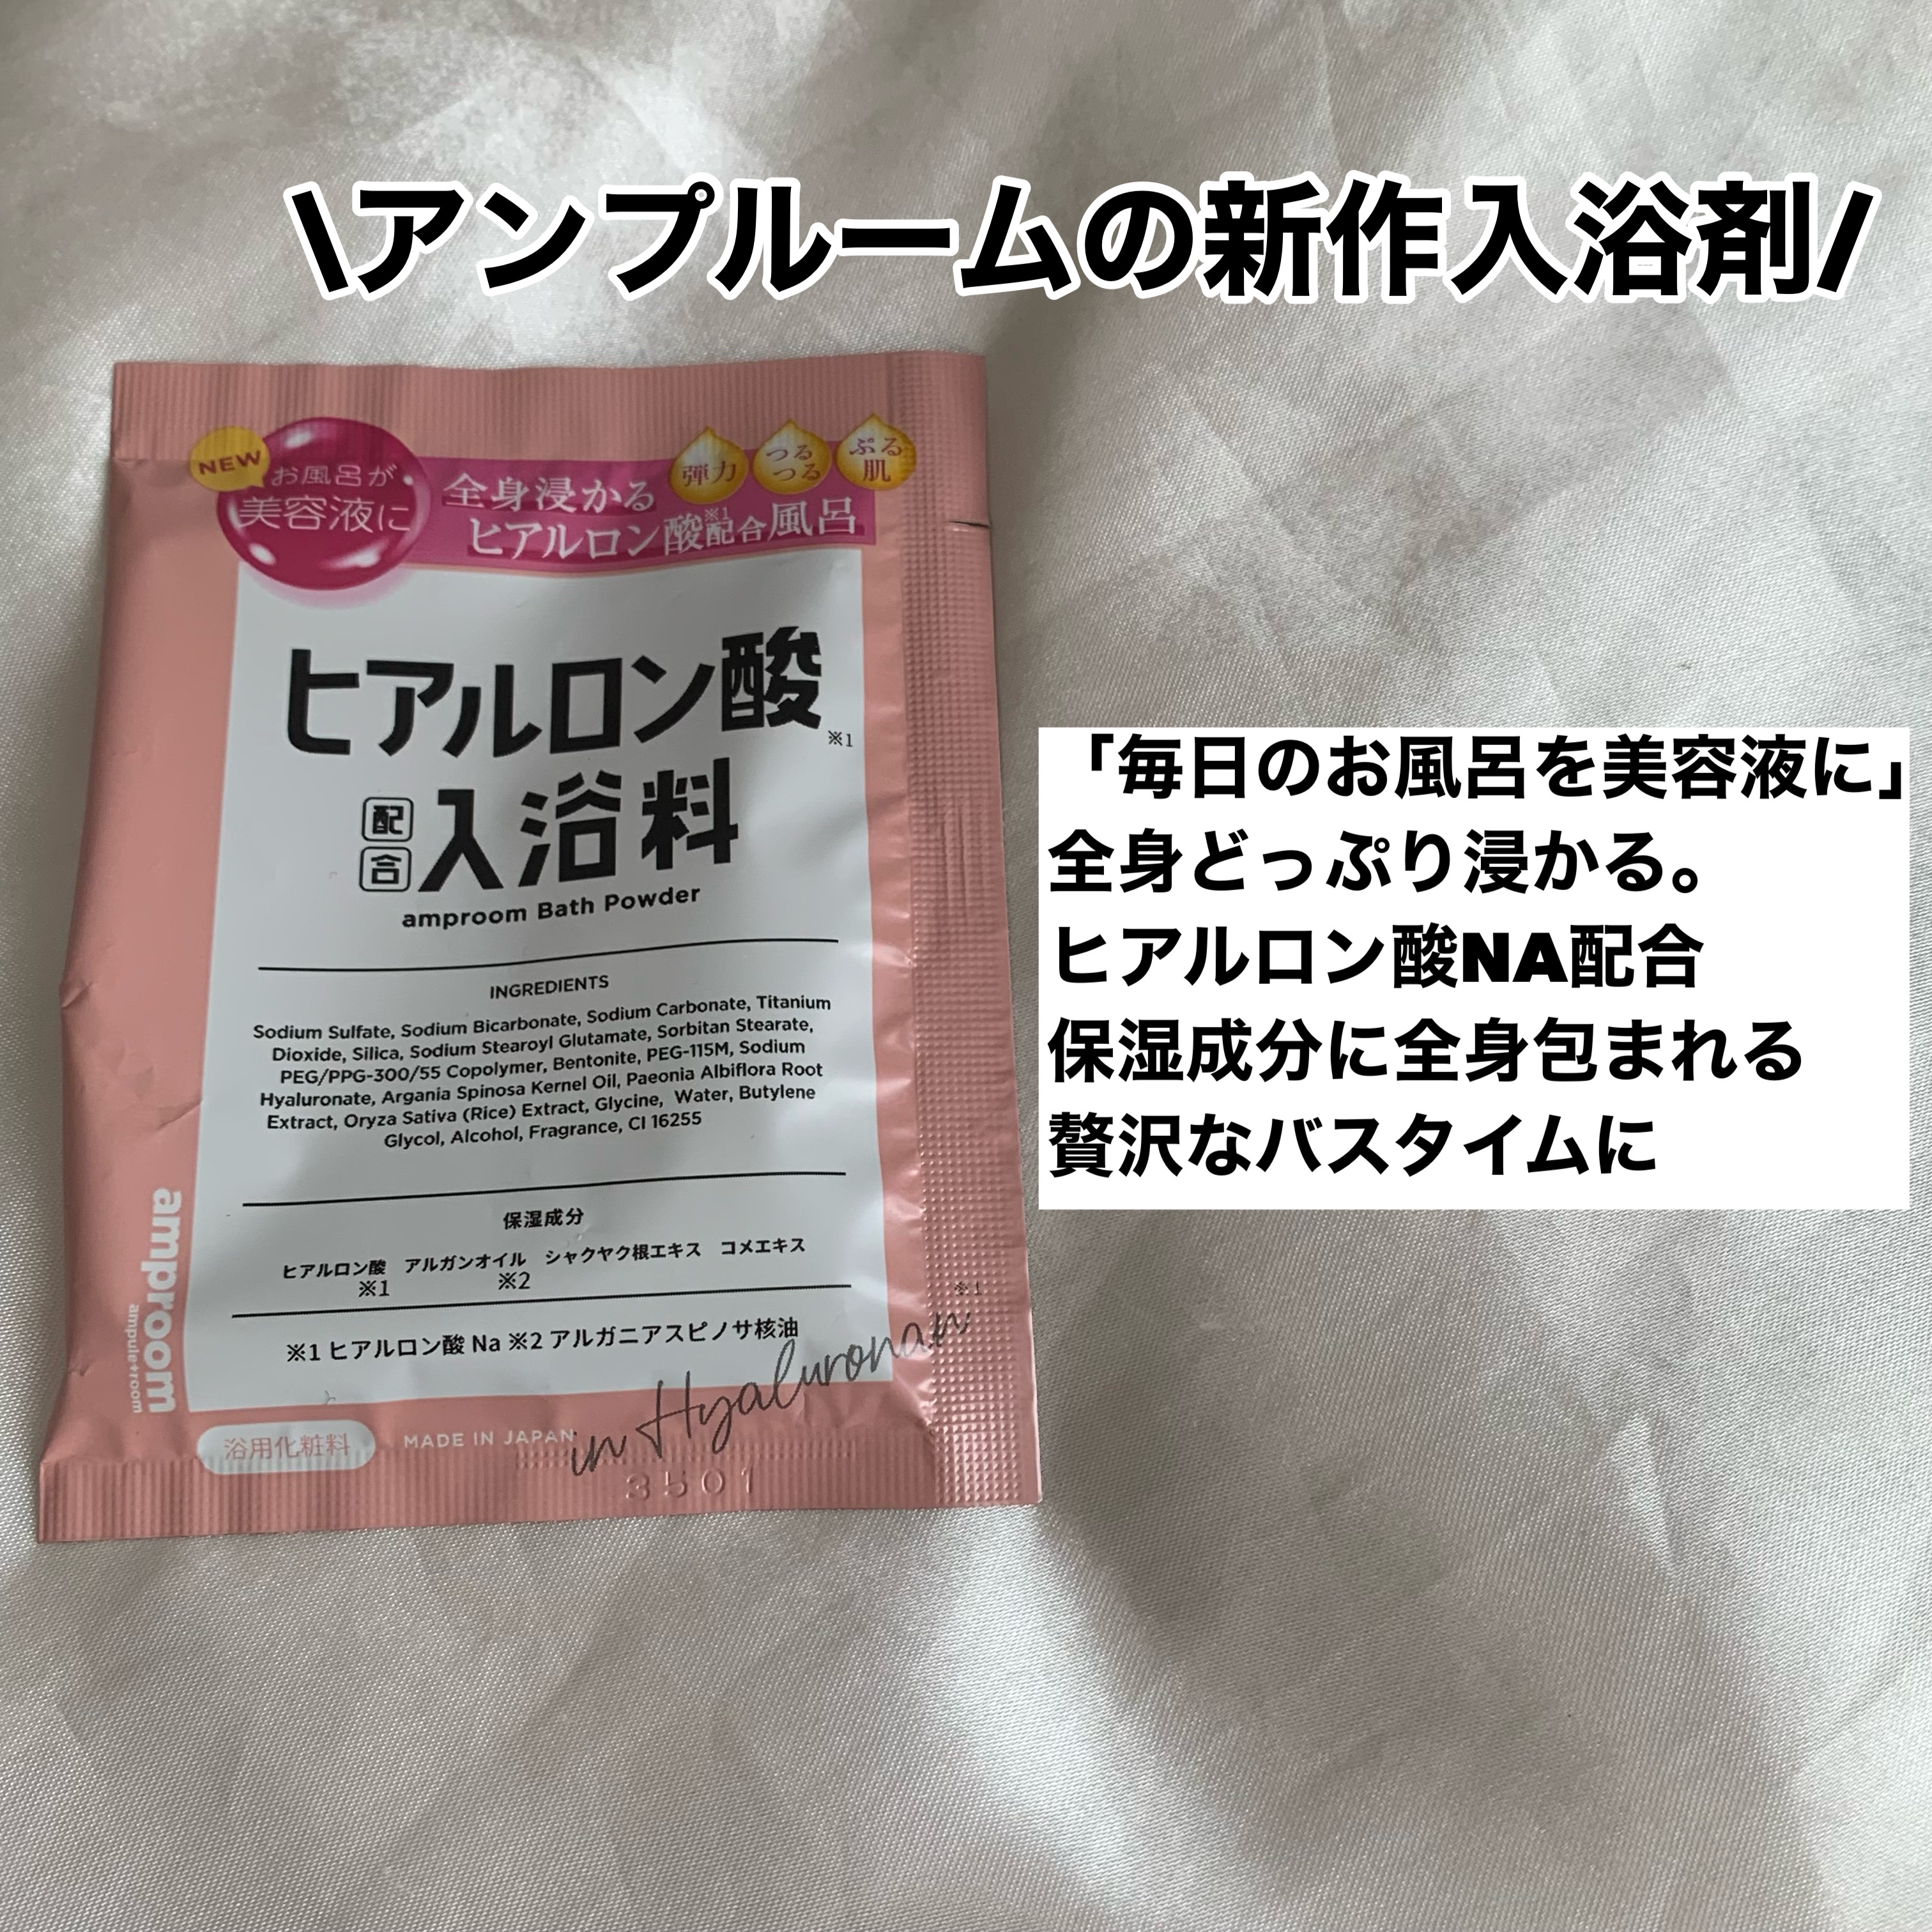 \アンプルームの新作入浴剤/
NEW
お風呂が
美容液に
全身浸かる
ヒアルロン酸※1配合風呂
弾力
つる
つる
ぷる
肌
ヒアルロン酸※1
配合入浴料
amproom Bath Powder
INGREDIENTS
Sodium Sulfate, Sodium Bicarbonate, Sodium Carbonate, Titanium
Dioxide, Silica, Sodium Stearoyl Glutamate, Sorbitan Stearate,
PEG/PPG-300/55 Copolymer, Bentonite, PEG-115M, Sodium
Hyaluronate, Argania Spinosa Kernel Oil, Paeonia Albiflora Root
Extract, Oryza Sativa (Rice) Extract, Glycine, Water, Butylene
Glycol, Alcohol, Fragrance, CI 16255
保湿成分
ヒアルロン酸 アルガンオイル シャクヤク根エキス コメエキス
※1 ※2
※1 ヒアルロン酸 Na ※2 アルガニアスピノサ核油
in Hyaluronan※1
amproom
ampule+room
浴用化粧料
MADE IN JAPAN
3501
「毎日のお風呂を美容液に」
全身どっぷり浸かる。
ヒアルロン酸NA配合
保湿成分に全身包まれる
贅沢なバスタイムに